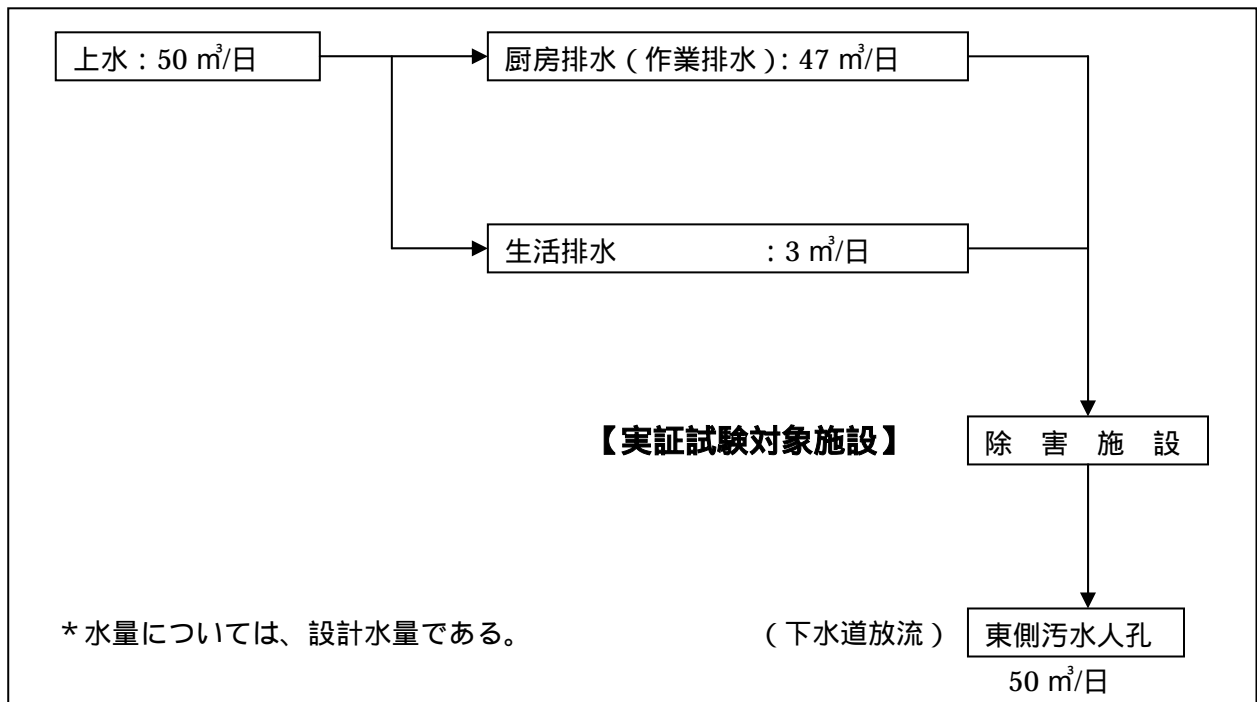 上水：50 ㎥/日
厨房排水（作業排水）：47 ㎥/日
生活排水　　　　　：3 ㎥/日
【実証試験対象施設】
除　害　施　設
＊水量については、設計水量である。
（下水道放流）
東側汚水人孔
50 ㎥/日